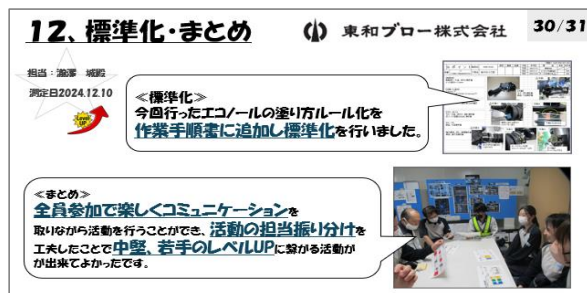 12、標準化・まとめ
東和ブロー株式会社
30/31
測定日2024.12.10
Level UP
≪標準化≫
今回行ったエコノールの塗り方ルール化を
作業手順書に追加し標準化を行いました。
≪まとめ≫
全員参加で楽しくコミュニケーションを
取りながら活動を行うことができ、活動の担当振り分けを
工夫したことで中堅、若手のレベルUPに繋がる活動が
が出来てよかったです。